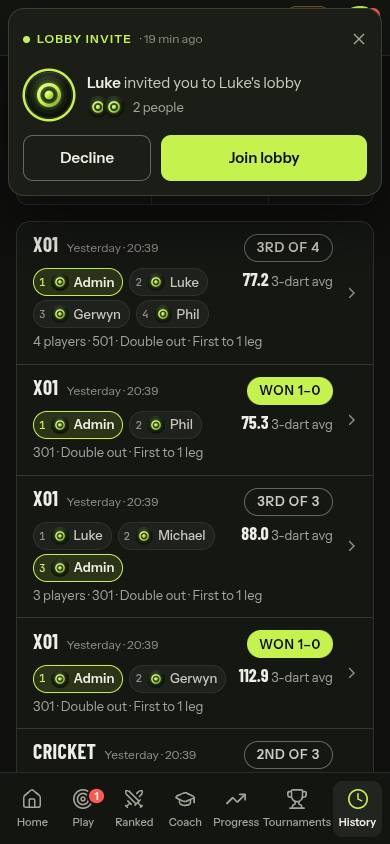 LOBBY INVITE · 19 min ago
Luke invited you to Luke's lobby
2 people
Decline
Join lobby
X01 Yesterday · 20:39
3RD OF 4
1 Admin 2 Luke
77.2 3-dart avg
3 Gerwyn 4 Phil
4 players · 501 · Double out · First to 1 leg
X01 Yesterday · 20:39
WON 1–0
1 Admin 2 Phil
75.3 3-dart avg
301 · Double out · First to 1 leg
X01 Yesterday · 20:39
3RD OF 3
1 Luke 2 Michael
88.0 3-dart avg
3 Admin
3 players · 301 · Double out · First to 1 leg
X01 Yesterday · 20:39
WON 1–0
1 Admin 2 Gerwyn
112.9 3-dart avg
301 · Double out · First to 1 leg
CRICKET Yesterday · 20:39
2ND OF 3
1
Home Play Ranked Coach Progress Tournaments History